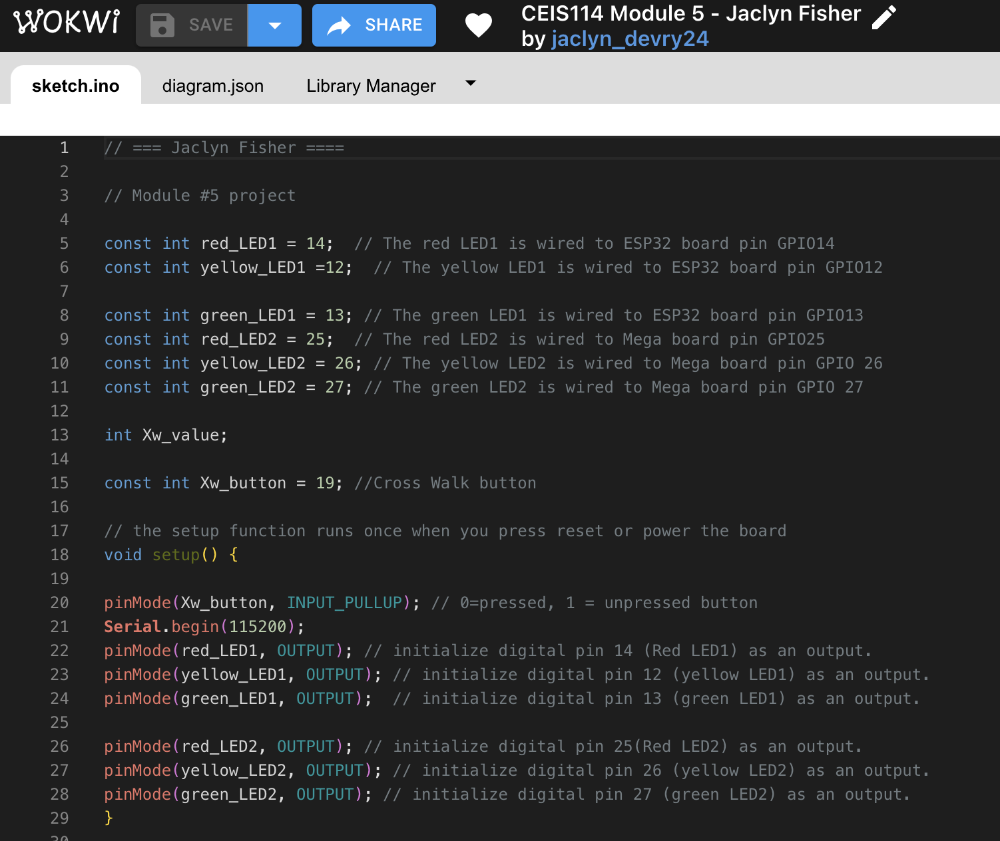 WOKWi
SAVE
SHARE
CEIS114 Module 5 - Jaclyn Fisher
by jaclyn_devry24
sketch.ino
diagram.json
Library Manager
1 // === Jaclyn Fisher ====
2
3 // Module #5 project
4
5 const int red_LED1 = 14;  // The red LED1 is wired to ESP32 board pin GPIO14
6 const int yellow_LED1 =12;  // The yellow LED1 is wired to ESP32 board pin GPIO12
7
8 const int green_LED1 = 13; // The green LED1 is wired to ESP32 board pin GPIO13
9 const int red_LED2 = 25;  // The red LED2 is wired to Mega board pin GPIO25
10 const int yellow_LED2 = 26; // The yellow LED2 is wired to Mega board pin GPIO 26
11 const int green_LED2 = 27; // The green LED2 is wired to Mega board pin GPIO 27
12
13 int Xw_value;
14
15 const int Xw_button = 19; //Cross Walk button
16
17 // the setup function runs once when you press reset or power the board
18 void setup() {
19
20 pinMode(Xw_button, INPUT_PULLUP); // 0=pressed, 1 = unpressed button
21 Serial.begin(115200);
22 pinMode(red_LED1, OUTPUT); // initialize digital pin 14 (Red LED1) as an output.
23 pinMode(yellow_LED1, OUTPUT); // initialize digital pin 12 (yellow LED1) as an output.
24 pinMode(green_LED1, OUTPUT);  // initialize digital pin 13 (green LED1) as an output.
25
26 pinMode(red_LED2, OUTPUT); // initialize digital pin 25(Red LED2) as an output.
27 pinMode(yellow_LED2, OUTPUT); // initialize digital pin 26 (yellow LED2) as an output.
28 pinMode(green_LED2, OUTPUT); // initialize digital pin 27 (green LED2) as an output.
29 }
30